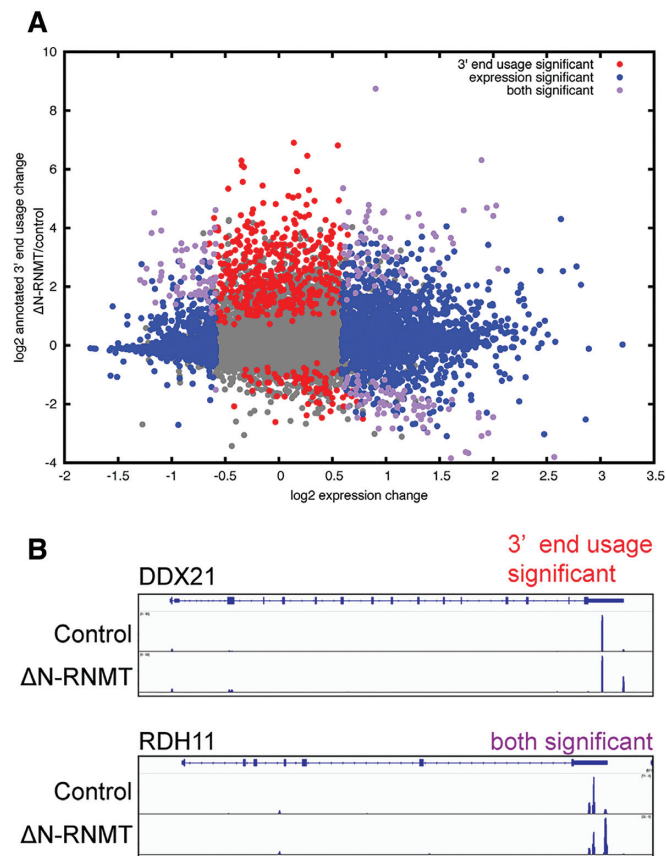 A
10
8
6
4
2
0
-2
-4
log2 annotated 3' end usage change
ΔN-RNMT/control
3' end usage significant
expression significant
both significant
-2 -1.5 -1 -0.5 0 0.5 1 1.5 2 2.5 3 3.5
log2 expression change
B
3' end usage
significant
DDX21
Control
ΔN-RNMT
RDH11
both significant
Control
ΔN-RNMT